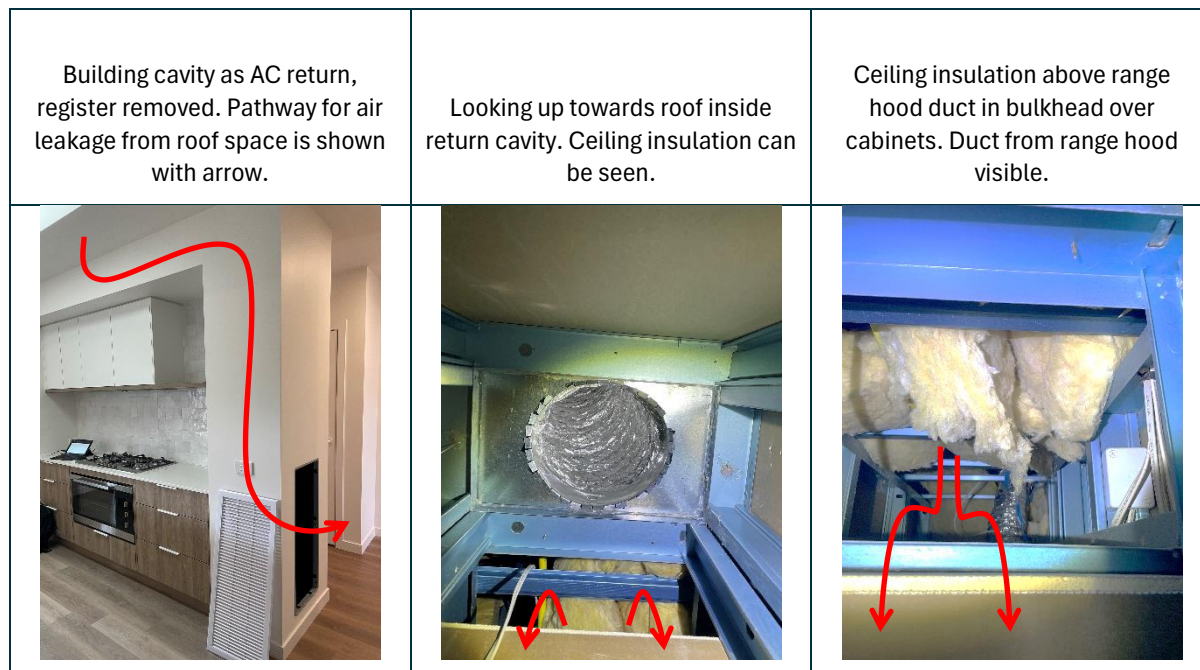 Building cavity as AC return,
register removed. Pathway for air
leakage from roof space is shown
with arrow.
Looking up towards roof inside
return cavity. Ceiling insulation can
be seen.
Ceiling insulation above range
hood duct in bulkhead over
cabinets. Duct from range hood
visible.